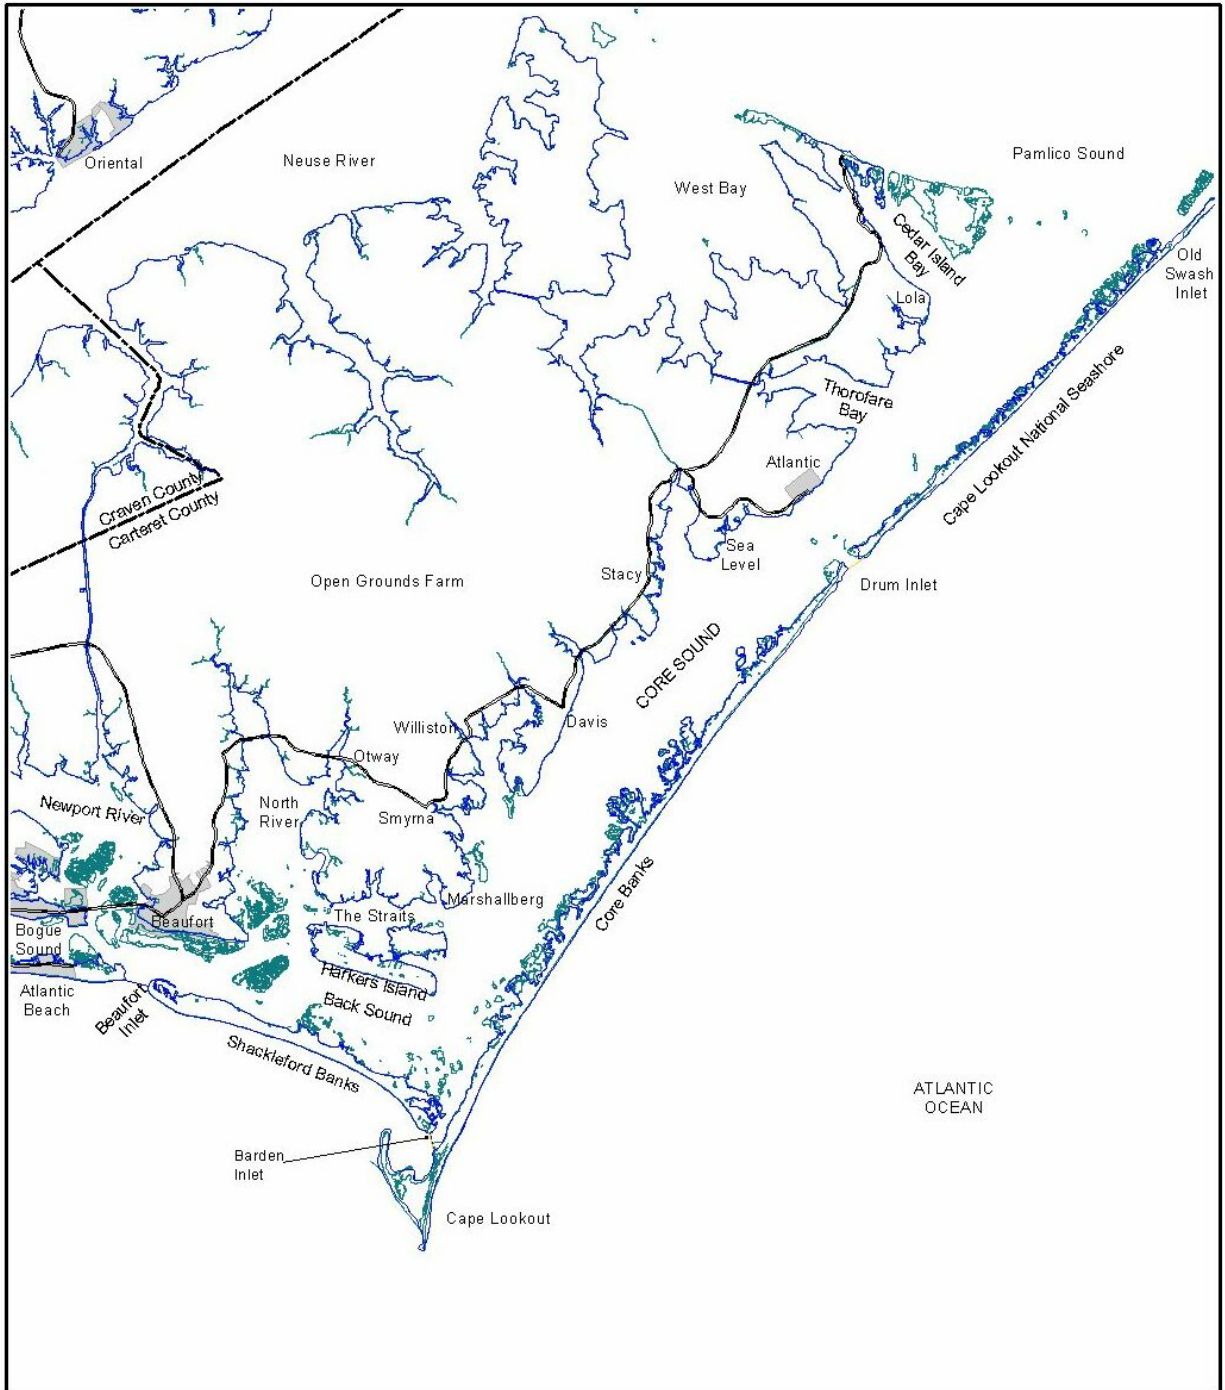 Oriental
Neuse River
Pamlico Sound
West Bay
Cedar Island
Bay
Old
Swash
Inlet
Lola
Cape Lookout National Seashore
Thorofare
Bay
Atlantic
Craven County
Carteret County
Sea
Level
Stacy
Open Grounds Farm
Drum Inlet
CORE SOUND
Davis
Williston
Otway
North
River
Smyrna
Newport River
Core Banks
Marshallberg
The Straits
Beaufort
Bogue
Sound
Harkers Island
Back Sound
Atlantic
Beach
Beaufort
Inlet
Shackleford Banks
ATLANTIC
OCEAN
Barden
Inlet
Cape Lookout